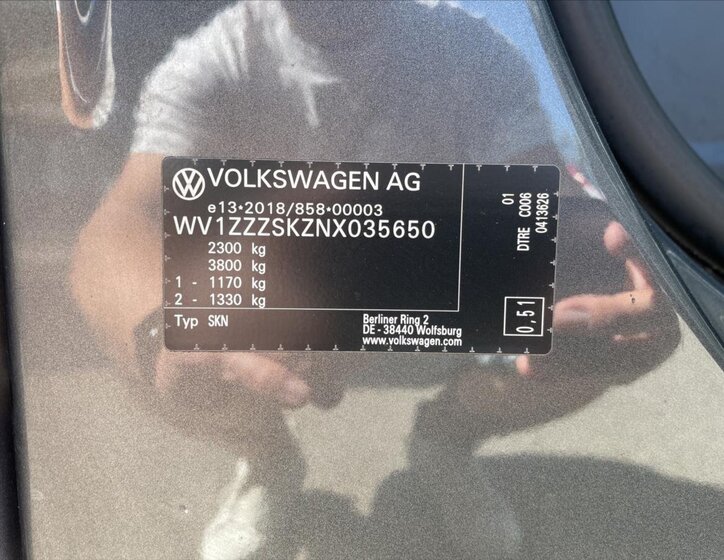 VOLKSWAGEN AG
e13*2018/858*00003
WV1ZZZSKZNX035650
2300 kg
3800 kg
1 - 1170 kg
2 - 1330 kg
Typ SKN
Berliner Ring 2
DE - 38440 Wolfsburg
www.volkswagen.com
01
DTRE C006
0413626
0,51